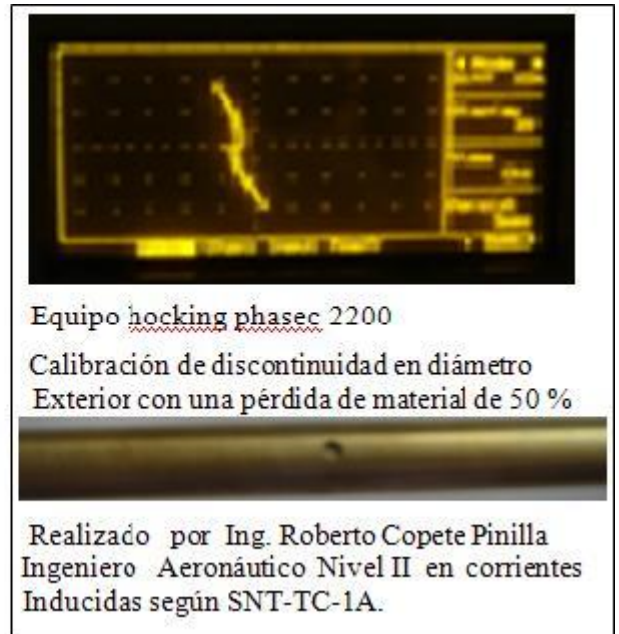 Equipo hocking phasec 2200
Calibración de discontinuidad en diámetro
Exterior con una pérdida de material de 50 %
Realizado por Ing. Roberto Copete Pinilla
Ingeniero Aeronáutico Nivel II en corrientes
Inducidas según SNT-TC-1A.